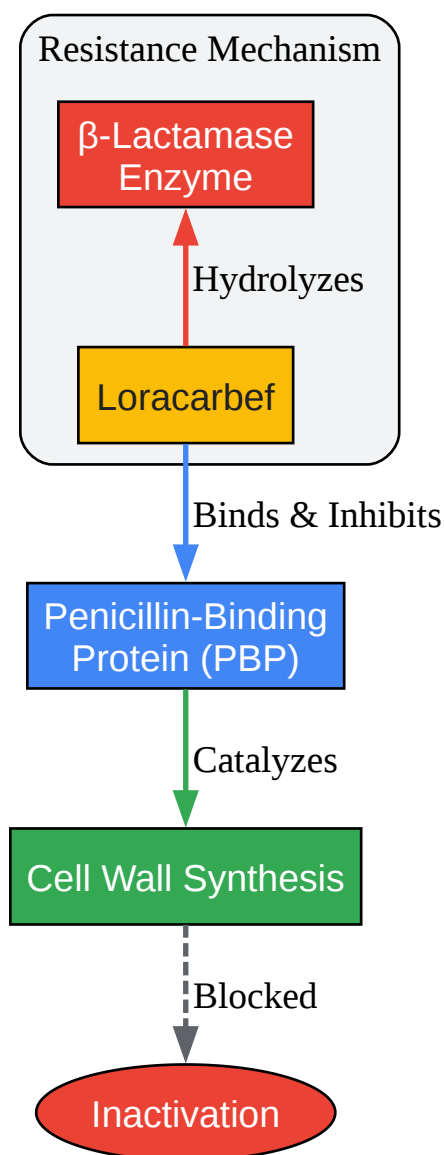 Resistance Mechanism
β-Lactamase
Enzyme
Hydrolyzes
Loracarbef
Binds & Inhibits
Penicillin-Binding
Protein (PBP)
Catalyzes
Cell Wall Synthesis
Blocked
Inactivation